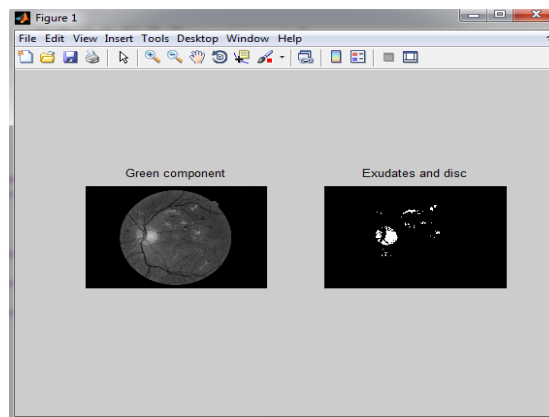 Figure 1
File Edit View Insert Tools Desktop Window Help
Green component
Exudates and disc